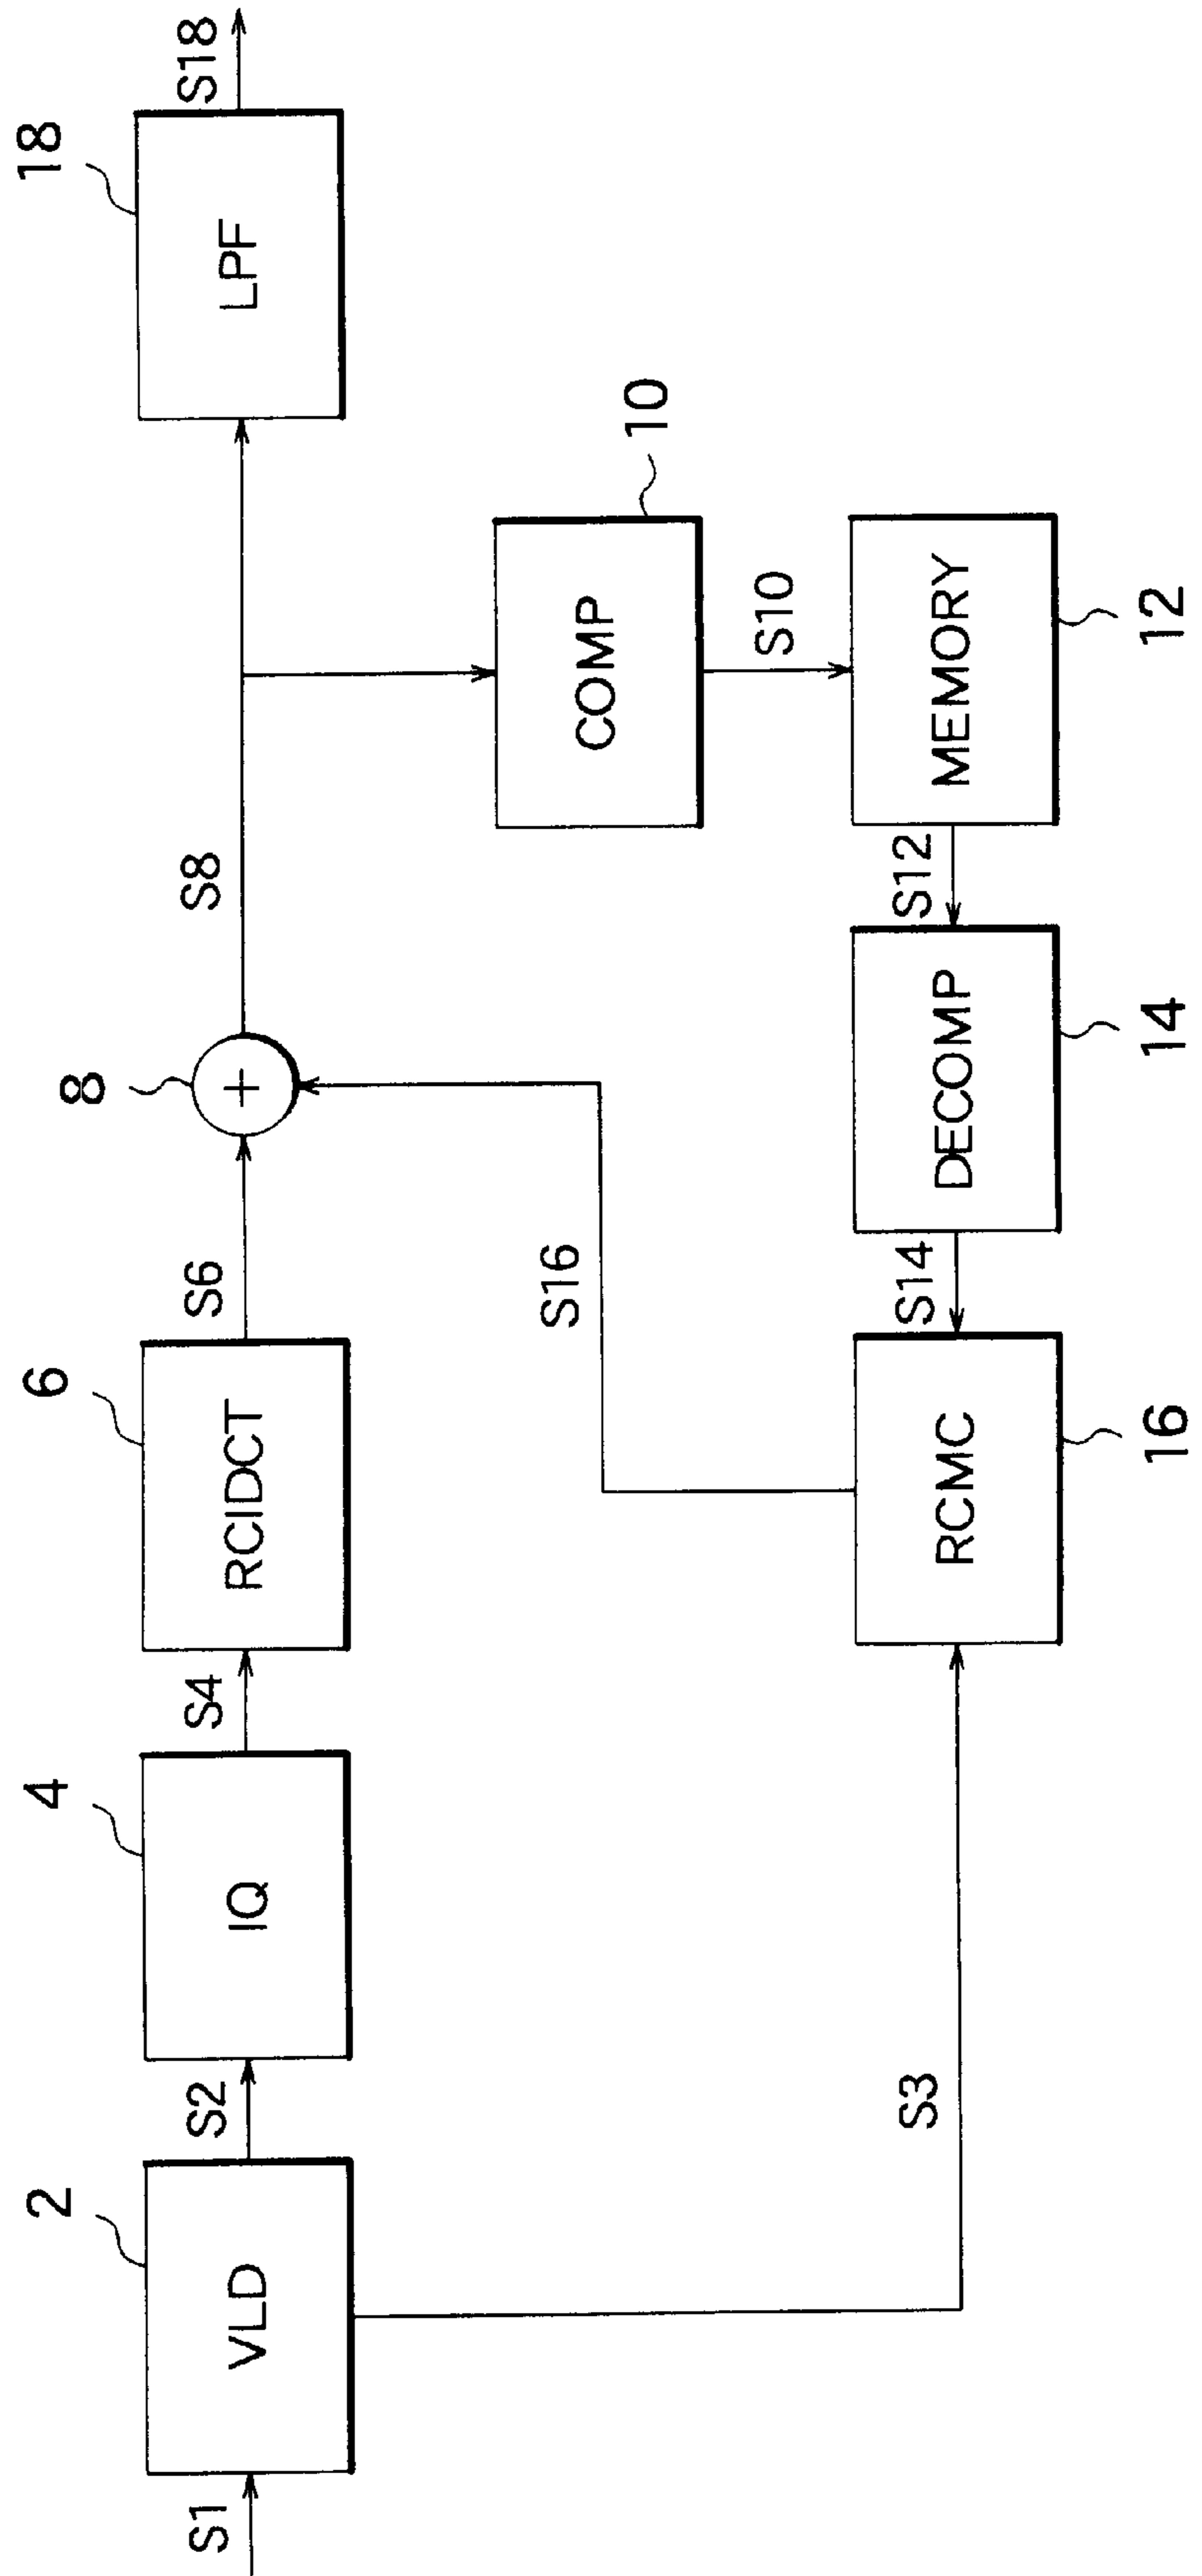 S1
2
VLD
S2
4
IQ
S4
6
RCIDCT
S6
8
+
S8
18
LPF
S18
COMP
10
S10
S16
S3
RCMC
16
S14
DECOMP
14
S12
MEMORY
12